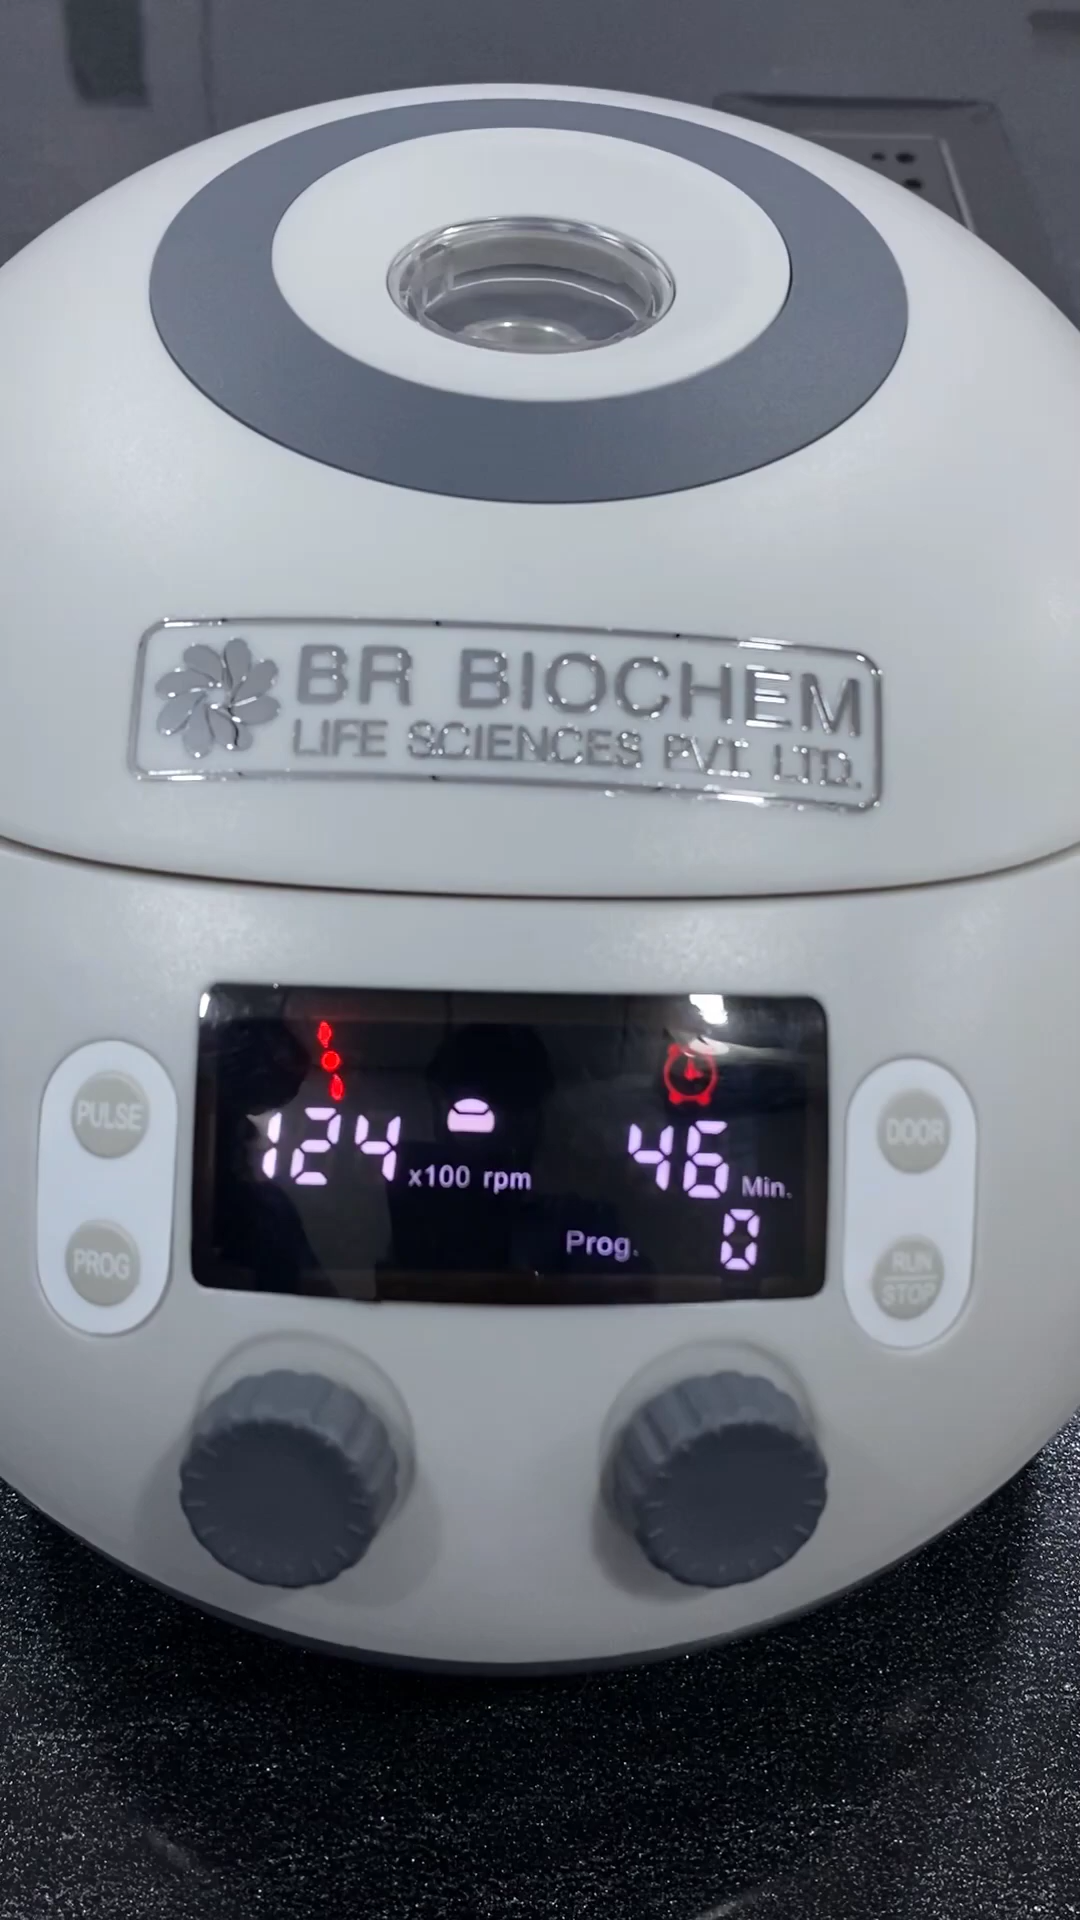 BR BIOCHEM
LIFE SCIENCES PVT. LTD.
124 x100 rpm
46 Min.
Prog. 0
PULSE
PROG
DOOR
RUN
STOP